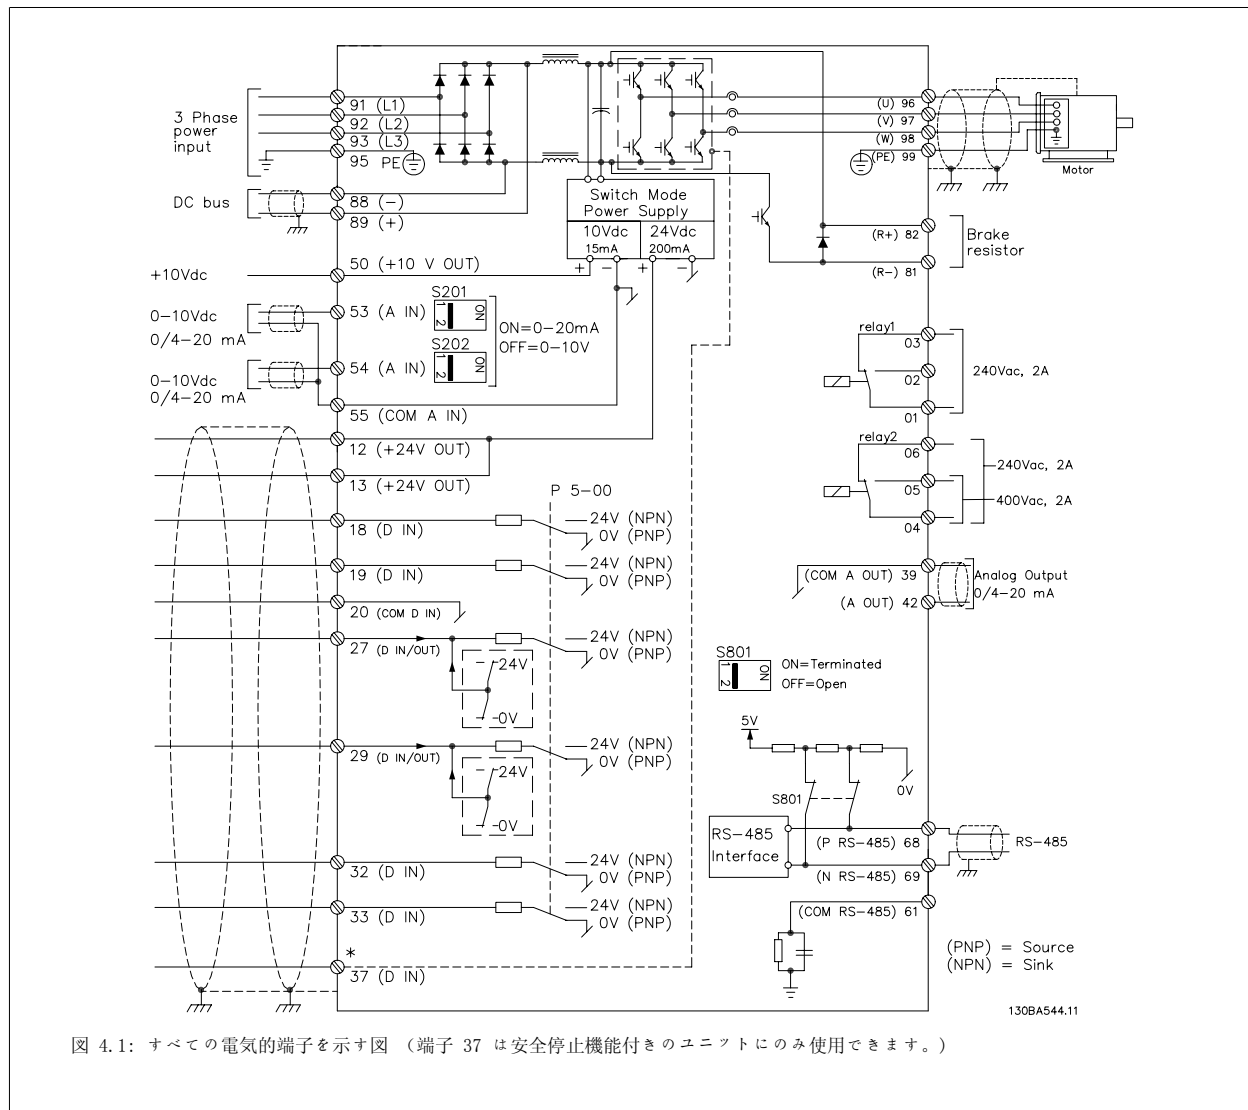 3 Phase
power
input
91 (L1)
92 (L2)
93 (L3)
95 PE
DC bus
88 (−)
89 (+)
Switch Mode
Power Supply
10Vdc
15mA
24Vdc
200mA
+ − + −
(U) 96
(V) 97
(W) 98
(PE) 99
Motor
(R+) 82
(R−) 81
Brake
resistor
+10Vdc
50 (+10 V OUT)
0−10Vdc
0/4−20 mA
53 (A IN)
S201
1 2
ON
ON=0−20mA
OFF=0−10V
S202
1 2
ON
0−10Vdc
0/4−20 mA
54 (A IN)
55 (COM A IN)
12 (+24V OUT)
13 (+24V OUT)
P 5-00
18 (D IN)
24V (NPN)
0V (PNP)
19 (D IN)
24V (NPN)
0V (PNP)
20 (COM D IN)
27 (D IN/OUT)
24V (NPN)
0V (PNP)
24V
0V
29 (D IN/OUT)
24V (NPN)
0V (PNP)
24V
0V
32 (D IN)
24V (NPN)
0V (PNP)
33 (D IN)
24V (NPN)
0V (PNP)
*
37 (D IN)
relay1
03
02
01
240Vac, 2A
relay2
06
05
04
240Vac, 2A
400Vac, 2A
(COM A OUT) 39
(A OUT) 42
Analog Output
0/4−20 mA
S801
1 2
ON
ON=Terminated
OFF=Open
5V
S801
0V
RS−485
Interface
(P RS−485) 68
(N RS−485) 69
RS−485
(COM RS−485) 61
(PNP) = Source
(NPN) = Sink
130BA544.11
図 4.1: すべての電気的端子を示す図 （端子 37 は安全停止機能付きのユニットにのみ使用できます。）